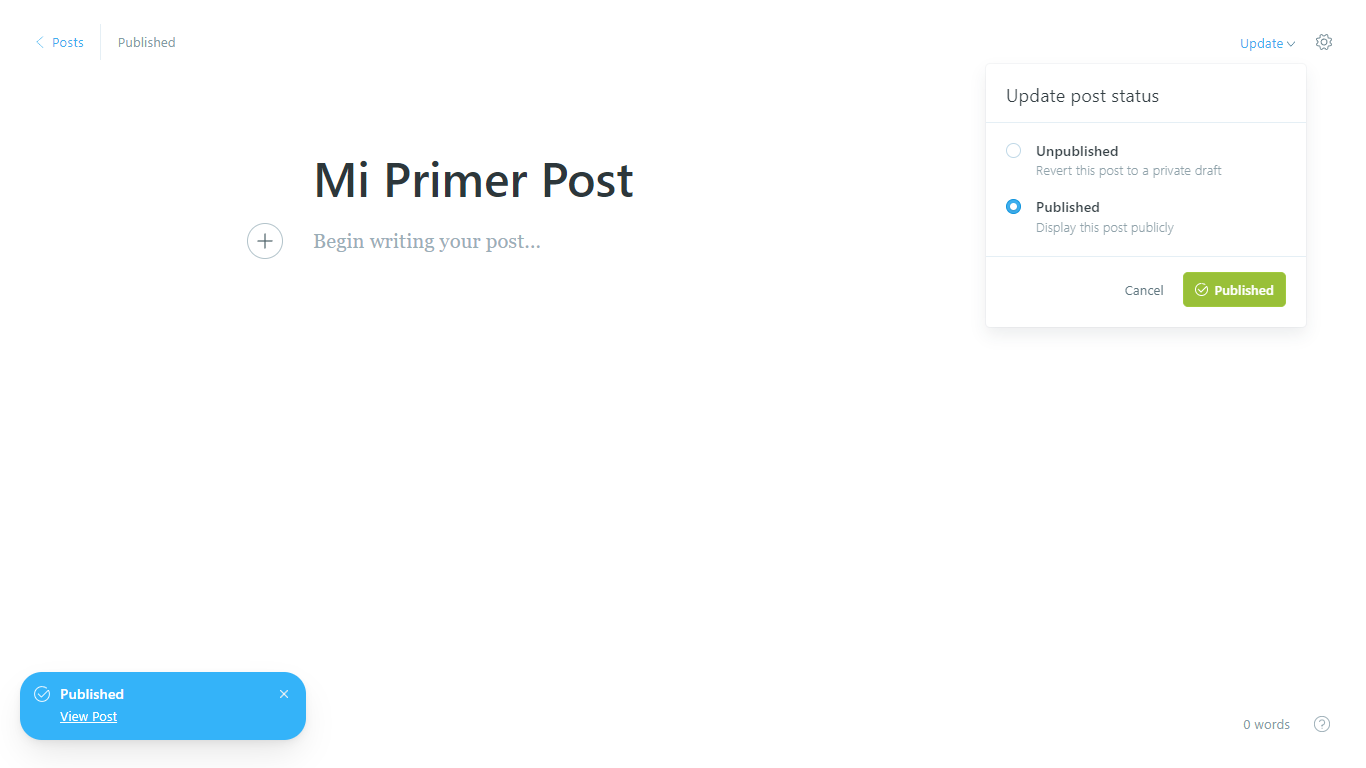 Posts
Published
Update
Update post status
Unpublished
Revert this post to a private draft
Published
Display this post publicly
Cancel
Published
Mi Primer Post
Begin writing your post...
Published
View Post
0 words